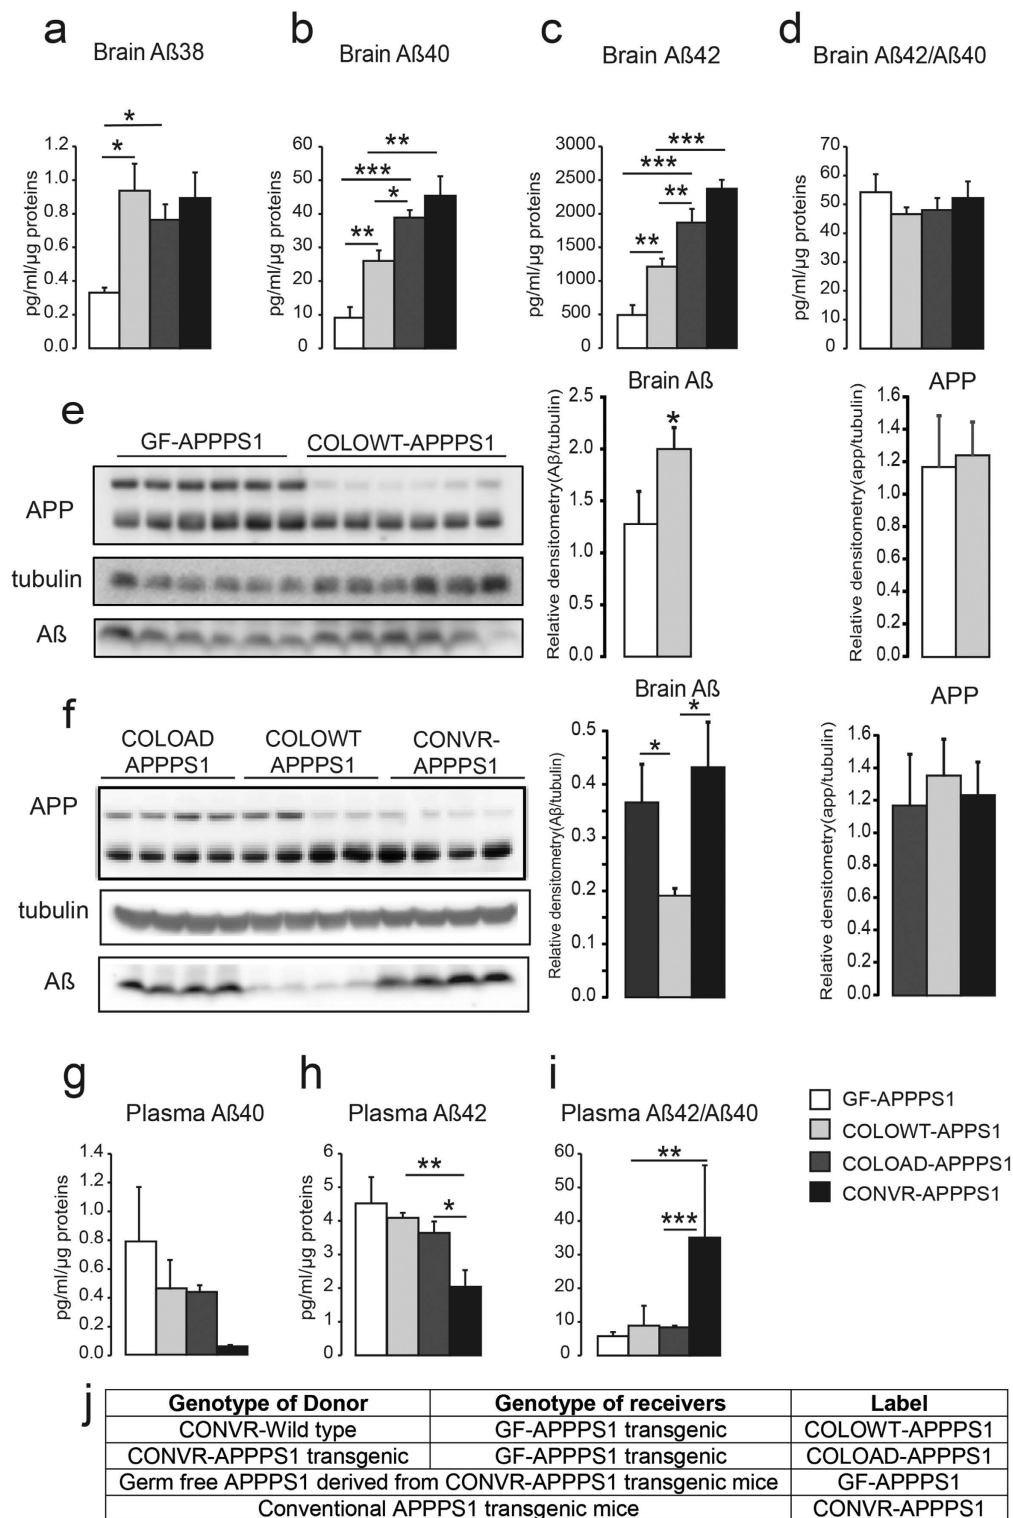 a
Brain Aß38
b
Brain Aß40
c
Brain Aß42
d
Brain Aß42/Aß40
pg/ml/µg proteins
1.2
1.0
0.8
0.6
0.4
0.2
0.0
*
*
pg/ml/µg proteins
60
50
40
30
20
10
0
**
***
*
**
pg/ml/µg proteins
3000
2500
2000
1500
1000
500
0
***
***
**
**
pg/ml/µg proteins
70
60
50
40
30
20
10
0
e
GF-APPPS1
COLOWT-APPPS1
APP
tubulin
Aß
Brain Aß
Relative densitometry(Aβ/tubulin)
2.5
2.0
1.5
1.0
0.5
0.0
*
APP
Relative densitometry(app/tubulin)
1.6
1.4
1.2
1.0
0.8
0.6
0.4
0.2
0.0
f
COLOAD
APPPS1
COLOWT
APPPS1
CONVR-
APPPS1
APP
tubulin
Aß
Brain Aß
Relative densitometry(Aβ/tubulin)
0.5
0.4
0.3
0.2
0.1
0.0
*
*
APP
Relative densitometry(app/tubulin)
1.6
1.4
1.2
1.0
0.8
0.6
0.4
0.2
0.0
g
Plasma Aß40
pg/ml/µg proteins
1.4
1.2
1.0
0.8
0.6
0.4
0.2
0.0
h
Plasma Aß42
pg/ml/µg proteins
6
5
4
3
2
1
0
**
*
i
Plasma Aß42/Aß40
60
50
40
30
20
10
0
**
***
GF-APPPS1
COLOWT-APPS1
COLOAD-APPPS1
CONVR-APPPS1
j
Genotype of Donor Genotype of receivers Label
CONVR-Wild type GF-APPPS1 transgenic COLOWT-APPPS1
CONVR-APPPS1 transgenic GF-APPPS1 transgenic COLOAD-APPPS1
Germ free APPPS1 derived from CONVR-APPPS1 transgenic mice GF-APPPS1
Conventional APPPS1 transgenic mice CONVR-APPPS1